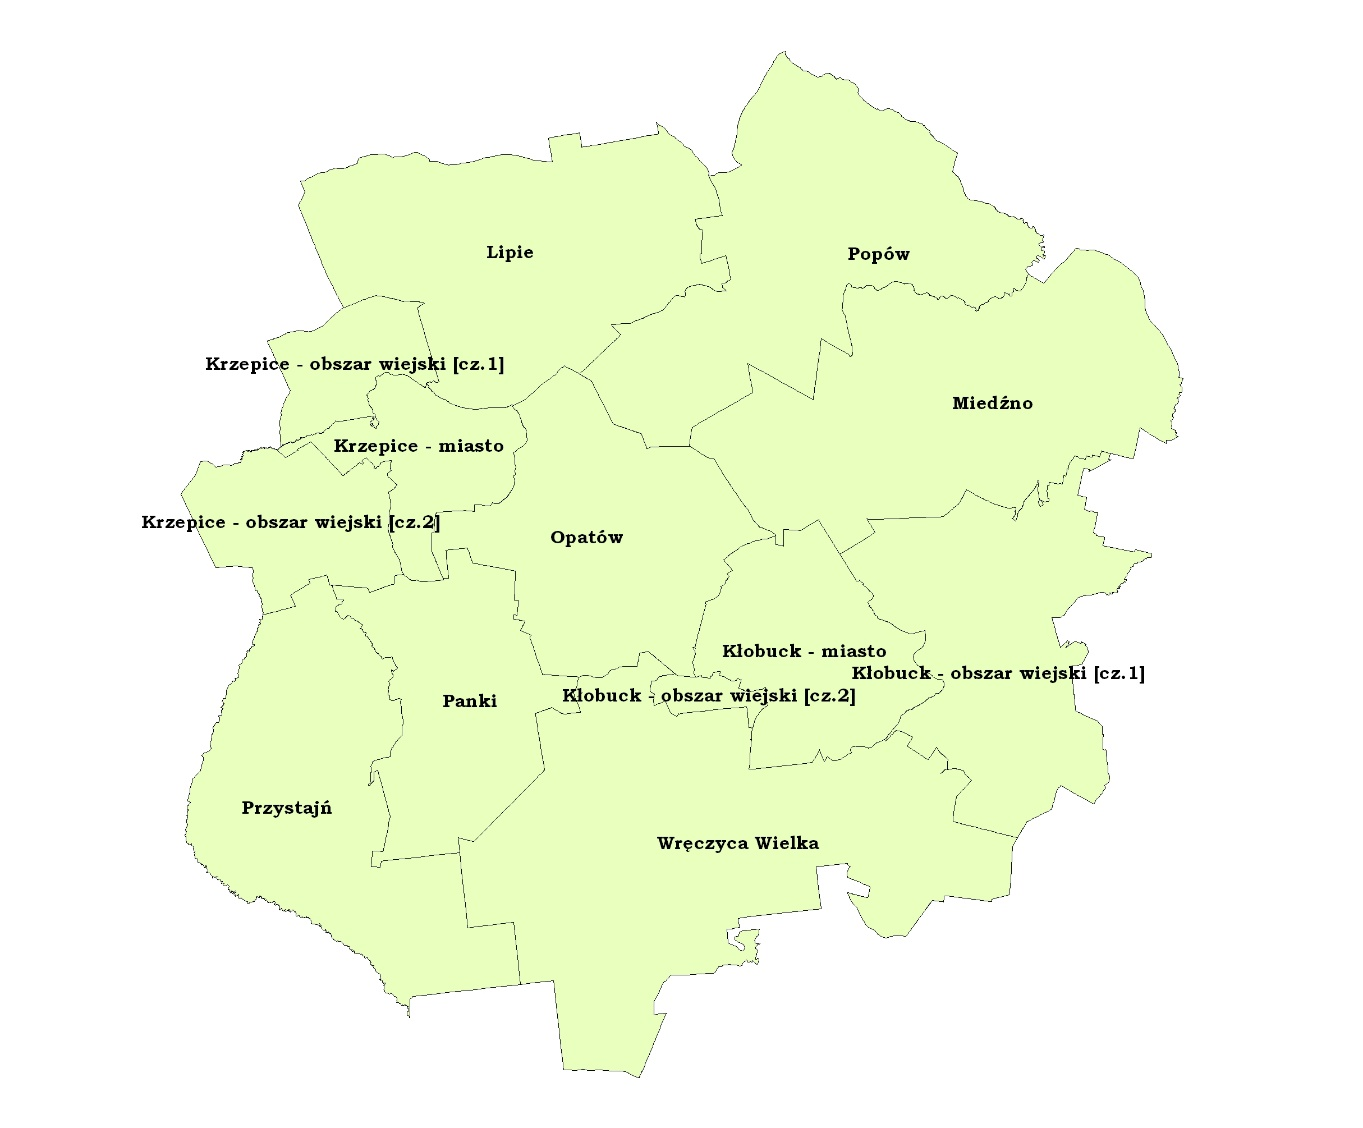 Lipie
Popów
Krzepice - obszar wiejski [cz.1]
Miedźno
Krzepice - miasto
Krzepice - obszar wiejski [cz.2]
Opatów
Kłobuck - miasto
Kłobuck - obszar wiejski [cz.1]
Kłobuck - obszar wiejski [cz.2]
Panki
Przystajń
Wręczyca Wielka